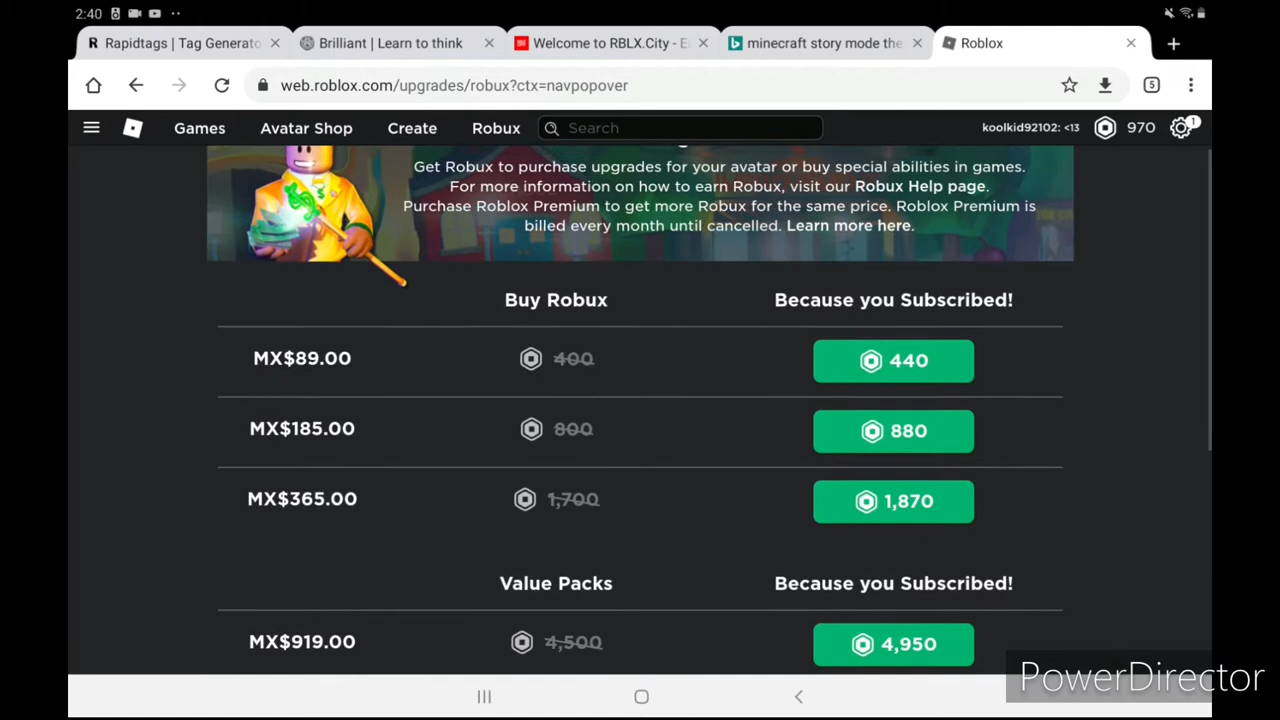 2:40
Rapidtags | Tag Generato
Brilliant | Learn to think
Welcome to RBLX.City - E
minecraft story mode the
Roblox
web.roblox.com/upgrades/robux?ctx=navpopover
5
Games
Avatar Shop
Create
Robux
Search
koolkid92102: <13
970
1
Get Robux to purchase upgrades for your avatar or buy special abilities in games.
For more information on how to earn Robux, visit our Robux Help page.
Purchase Roblox Premium to get more Robux for the same price. Roblox Premium is
billed every month until cancelled. Learn more here.
Buy Robux
Because you Subscribed!
MX$89.00
400
440
MX$185.00
800
880
MX$365.00
1,700
1,870
Value Packs
Because you Subscribed!
MX$919.00
4,500
4,950
PowerDirector